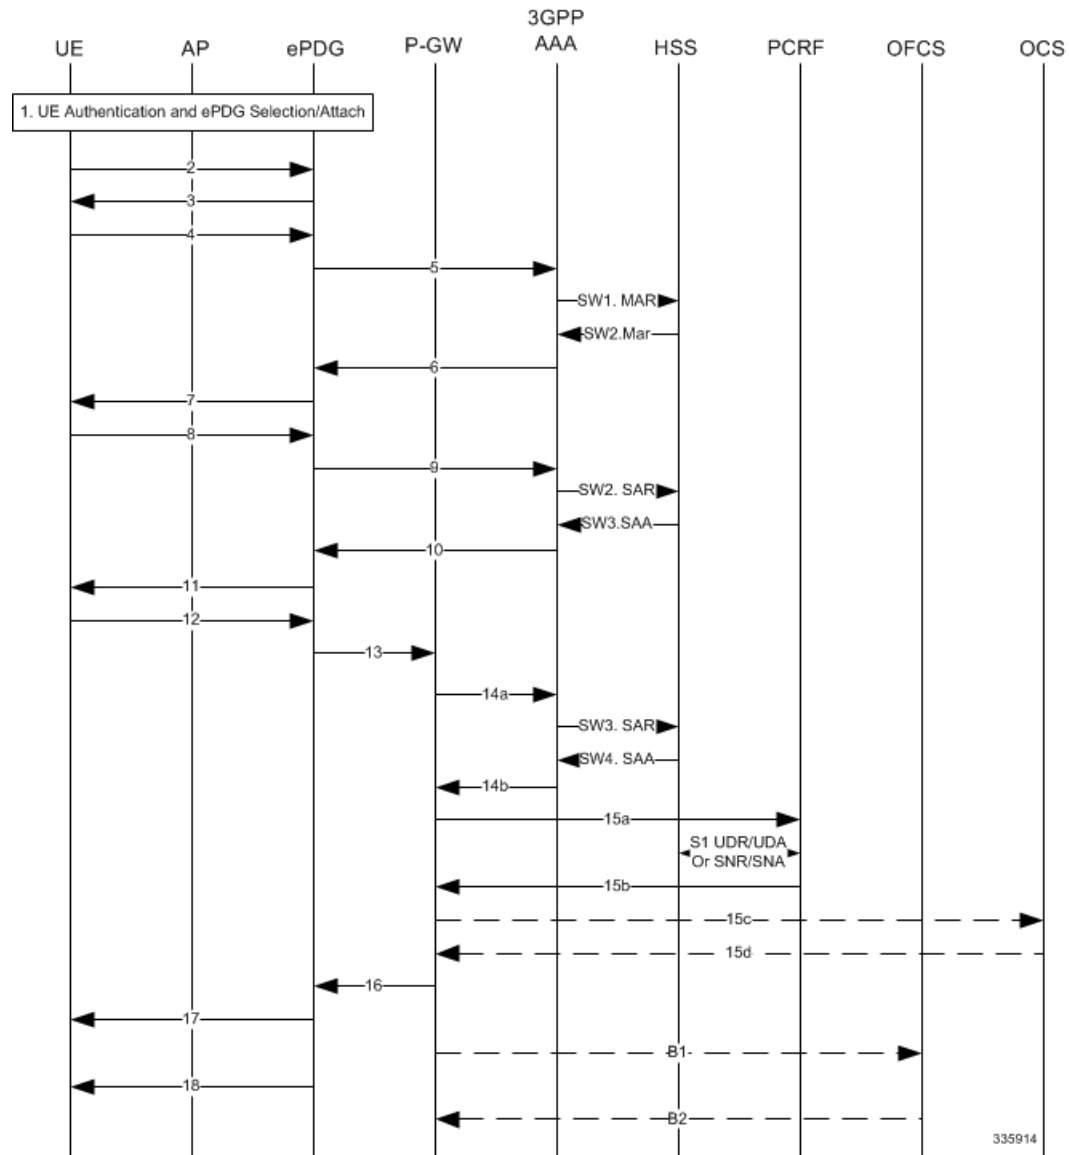 3GPP
UE AP ePDG P-GW AAA HSS PCRF OFCS OCS
1. UE Authentication and ePDG Selection/Attach
2
3
4
5
SW1. MAR
SW2.Mar
6
7
8
9
SW2. SAR
SW3.SAA
10
11
12
13
14a
SW3. SAR
SW4. SAA
14b
15a
S1 UDR/UDA
Or SNR/SNA
15b
15c
15d
16
17
B1
18
B2
335914